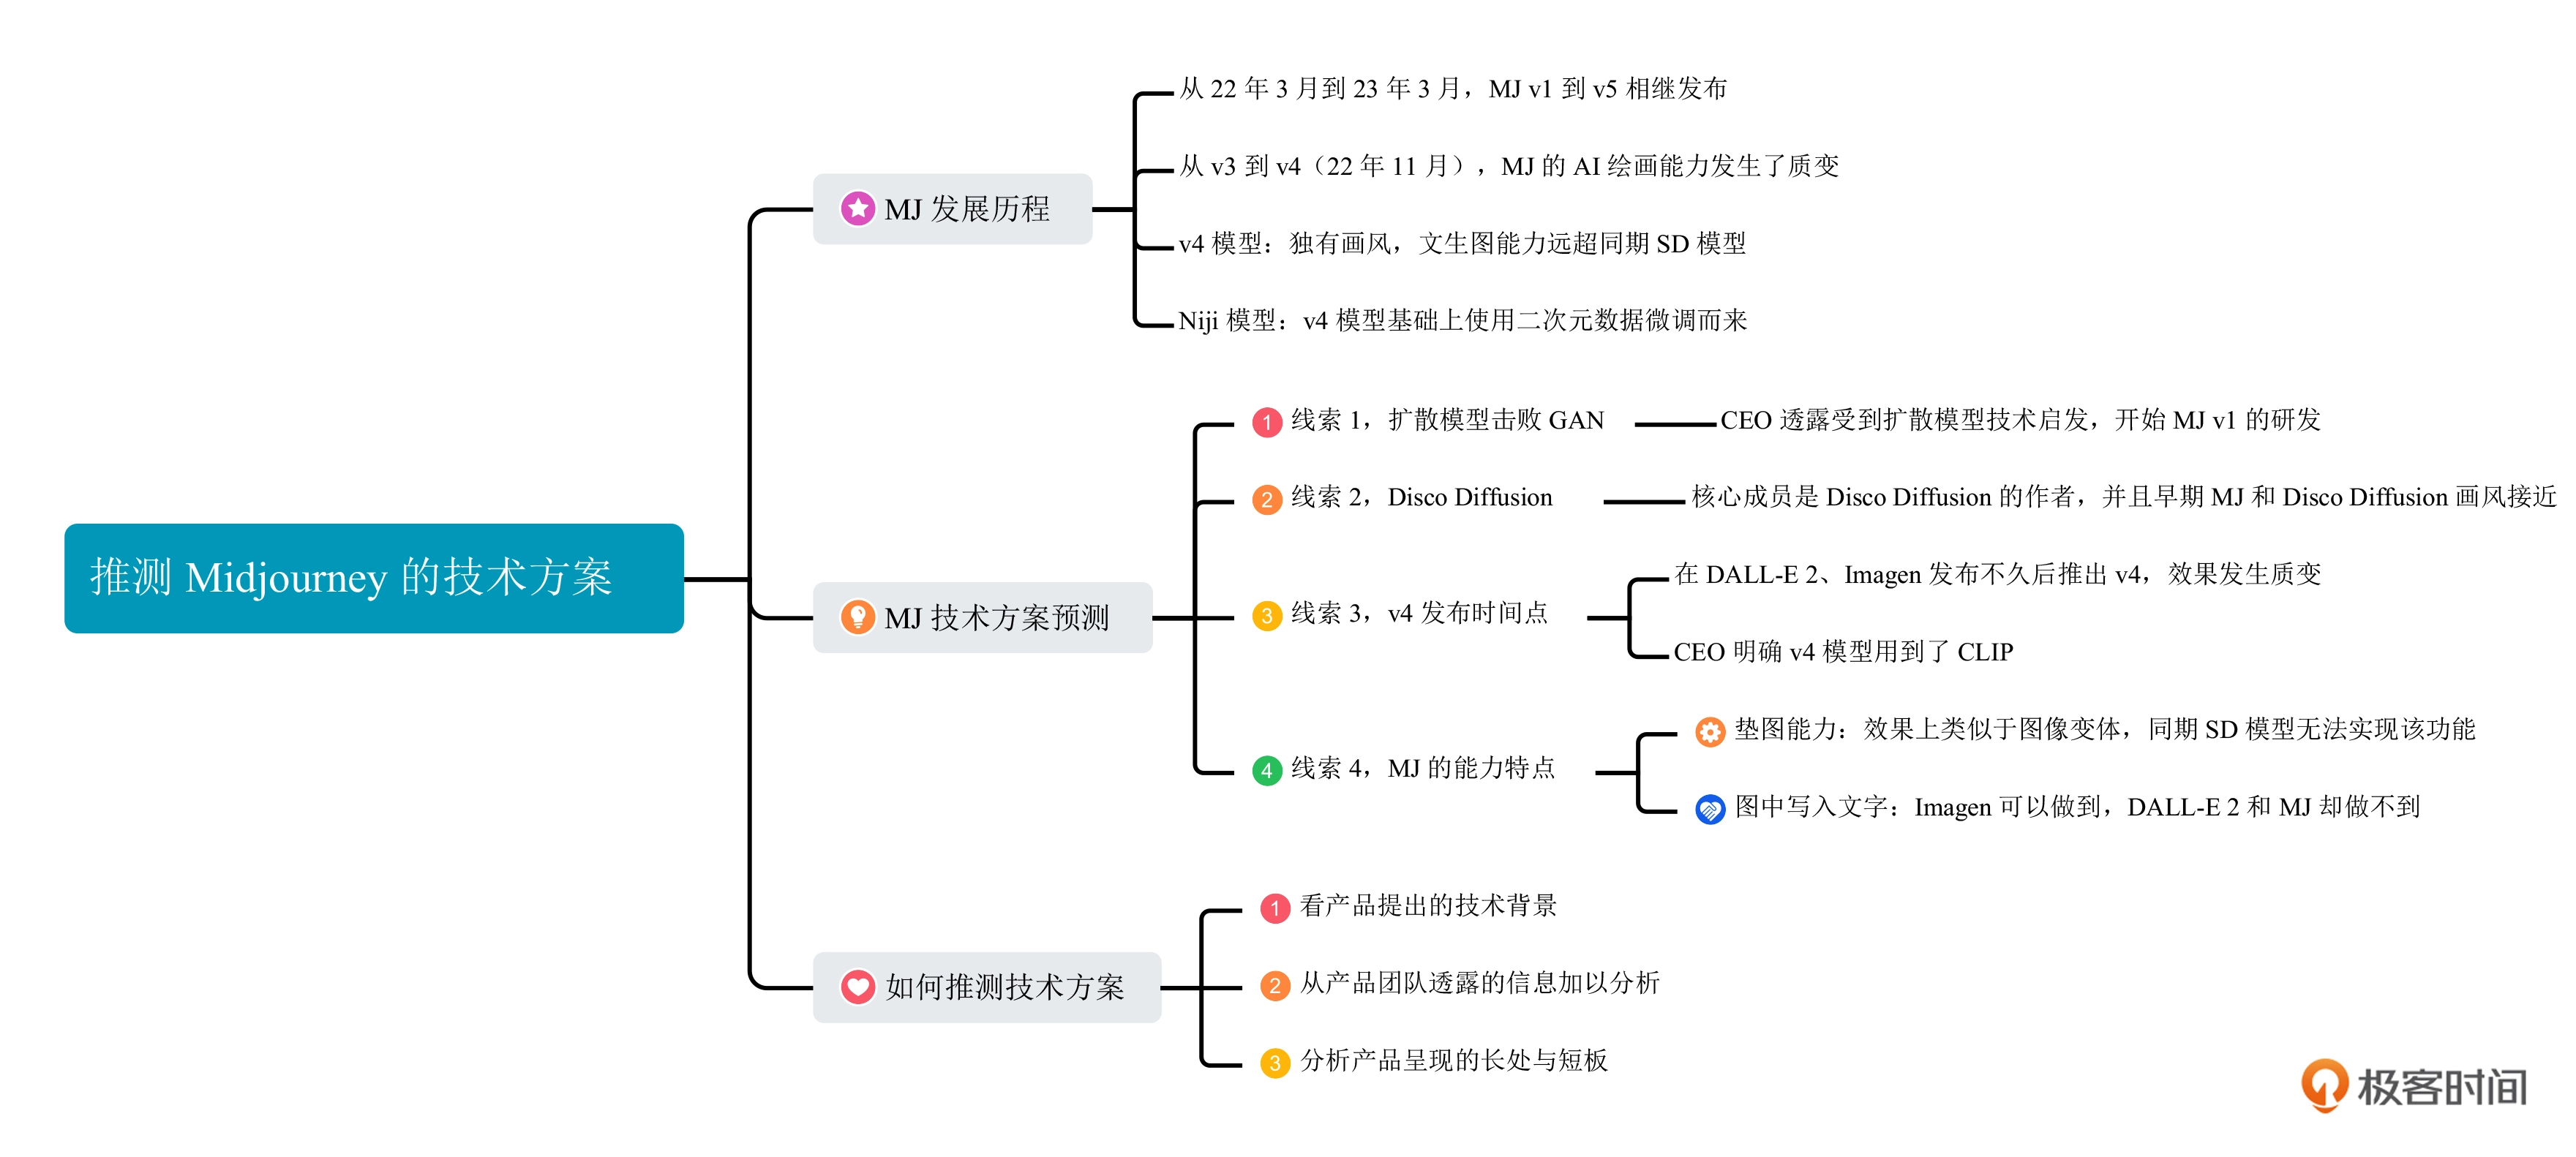 推测 Midjourney 的技术方案
MJ 发展历程
从 22 年 3 月到 23 年 3 月，MJ v1 到 v5 相继发布
从 v3 到 v4（22 年 11 月），MJ 的 AI 绘画能力发生了质变
v4 模型：独有画风，文生图能力远超同期 SD 模型
Niji 模型：v4 模型基础上使用二次元数据微调而来
MJ 技术方案预测
1 线索 1，扩散模型击败 GAN
CEO 透露受到扩散模型技术启发，开始 MJ v1 的研发
2 线索 2，Disco Diffusion
核心成员是 Disco Diffusion 的作者，并且早期 MJ 和 Disco Diffusion 画风接近
3 线索 3，v4 发布时间点
在 DALL-E 2、Imagen 发布不久后推出 v4，效果发生质变
CEO 明确 v4 模型用到了 CLIP
4 线索 4，MJ 的能力特点
垫图能力：效果上类似于图像变体，同期 SD 模型无法实现该功能
图中写入文字：Imagen 可以做到，DALL-E 2 和 MJ 却做不到
如何推测技术方案
1 看产品提出的技术背景
2 从产品团队透露的信息加以分析
3 分析产品呈现的长处与短板
极客时间